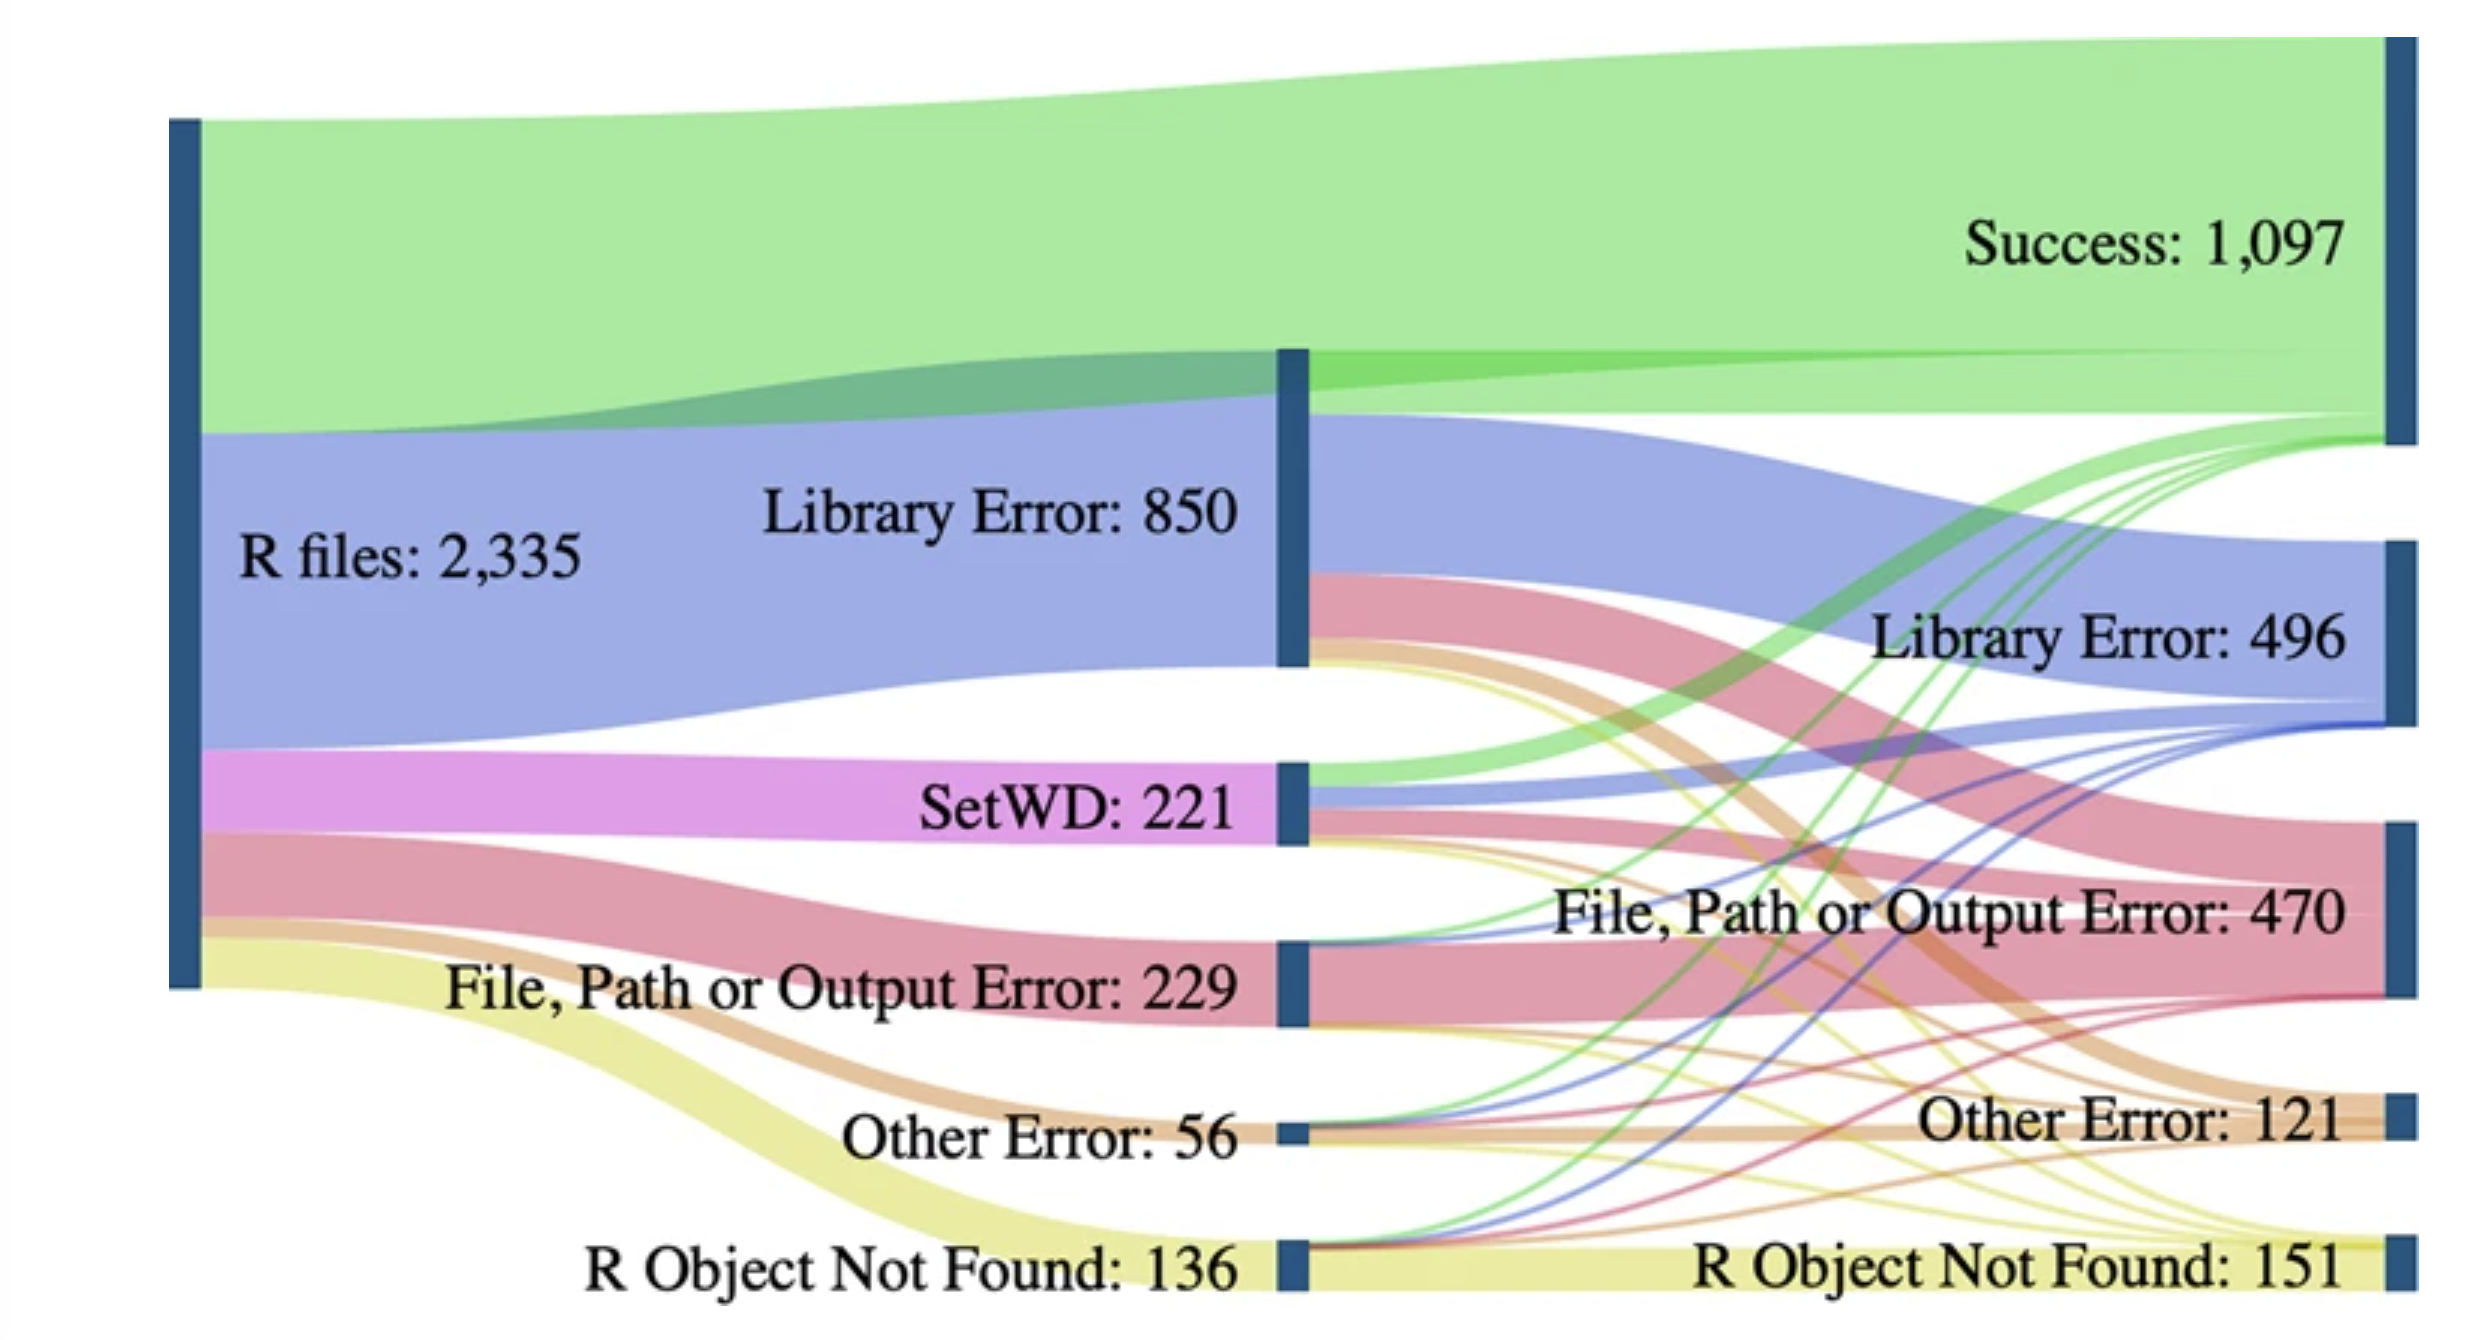 Success: 1,097
R files: 2,335
Library Error: 850
Library Error: 496
SetWD: 221
File, Path or Output Error: 470
File, Path or Output Error: 229
Other Error: 121
Other Error: 56
R Object Not Found: 136
R Object Not Found: 151